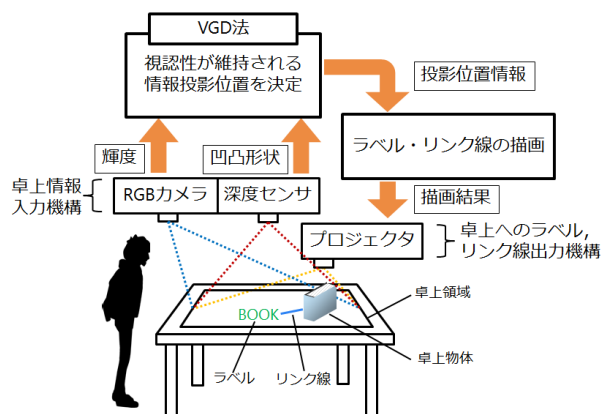 VGD法
視認性が維持される
情報投影位置を決定
投影位置情報
ラベル・リンク線の描画
輝度
凹凸形状
描画結果
卓上情報
入力機構
RGBカメラ
深度センサ
プロジェクタ
卓上へのラベル,
リンク線出力機構
卓上領域
BOOK
卓上物体
ラベル
リンク線